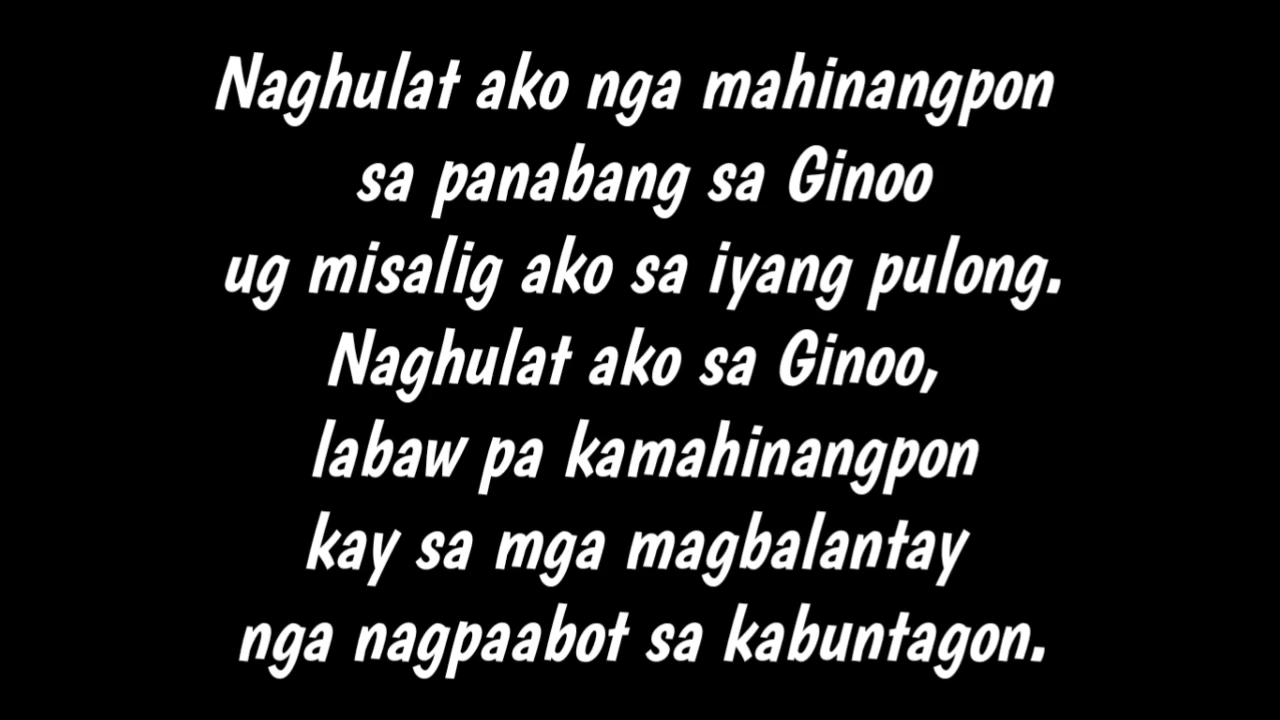 Naghulat ako nga mahinangpon
sa panabang sa Ginoo
ug misalig ako sa iyang pulong.
Naghulat ako sa Ginoo,
labaw pa kamahinangpon
kay sa mga magbalantay
nga nagpaabot sa kabuntagon.